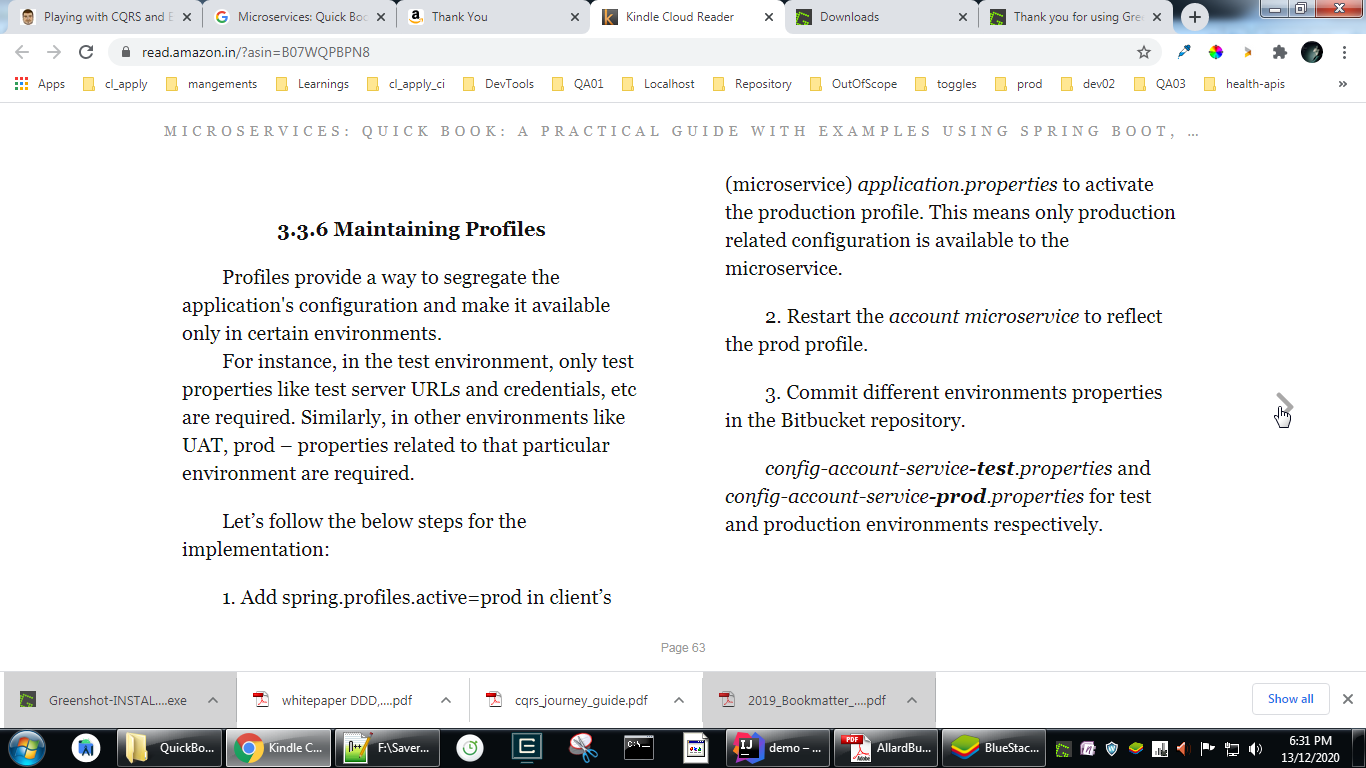 Playing with CQRS and E
Microservices: Quick Boo
Thank You
Kindle Cloud Reader
Downloads
Thank you for using Gre
read.amazon.in/?asin=B07WQPBPN8
Apps
cl_apply
mangements
Learnings
cl_apply_ci
DevTools
QA01
Localhost
Repository
OutOfScope
toggles
prod
dev02
QA03
health-apis
»
MICROSERVICES: QUICK BOOK: A PRACTICAL GUIDE WITH EXAMPLES USING SPRING BOOT, ...
3.3.6 Maintaining Profiles
Profiles provide a way to segregate the
application's configuration and make it available
only in certain environments.
For instance, in the test environment, only test
properties like test server URLs and credentials, etc
are required. Similarly, in other environments like
UAT, prod – properties related to that particular
environment are required.
Let’s follow the below steps for the
implementation:
1. Add spring.profiles.active=prod in client’s
(microservice) application.properties to activate
the production profile. This means only production
related configuration is available to the
microservice.
2. Restart the account microservice to reflect
the prod profile.
3. Commit different environments properties
in the Bitbucket repository.
config-account-service-test.properties and
config-account-service-prod.properties for test
and production environments respectively.
Page 63
Greenshot-INSTAL....exe
whitepaper DDD,....pdf
cqrs_journey_guide.pdf
2019_Bookmatter_....pdf
Show all
QuickBo...
Kindle C...
F:\Saver...
C:\
demo – ...
AllardBu...
BlueStac...
6:31 PM
13/12/2020